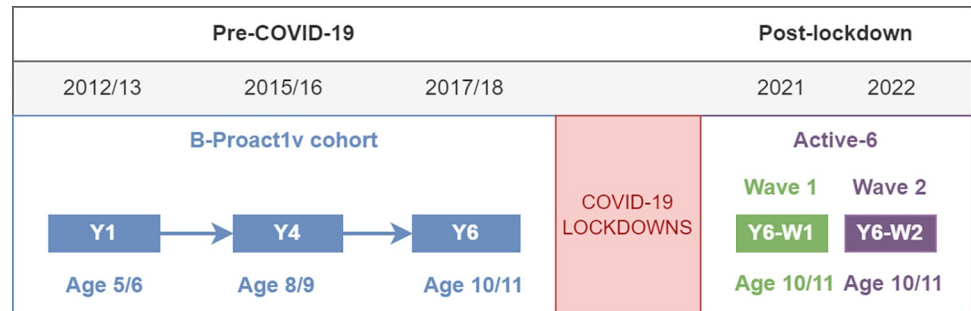 Pre-COVID-19 Post-lockdown
2012/13 2015/16 2017/18 2021 2022
B-Proact1v cohort Active-6
Wave 1 Wave 2
COVID-19
LOCKDOWNS
Y1 Y4 Y6 Y6-W1 Y6-W2
Age 5/6 Age 8/9 Age 10/11 Age 10/11 Age 10/11